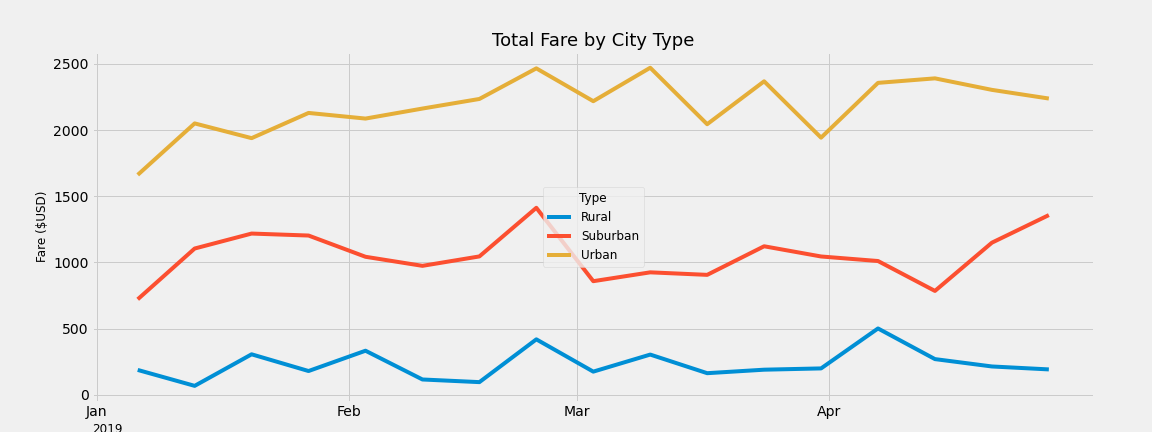 Total Fare by City Type
Fare ($USD)
2500
2000
1500
1000
500
0
Type
Rural
Suburban
Urban
Jan
Feb
Mar
Apr
2019